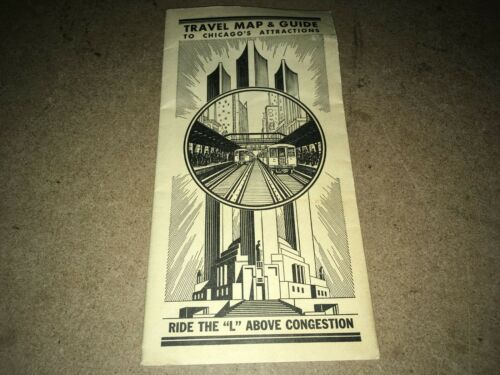 TRAVEL MAP & GUIDE
TO CHICAGO'S ATTRACTIONS
RIDE THE "L" ABOVE CONGESTION